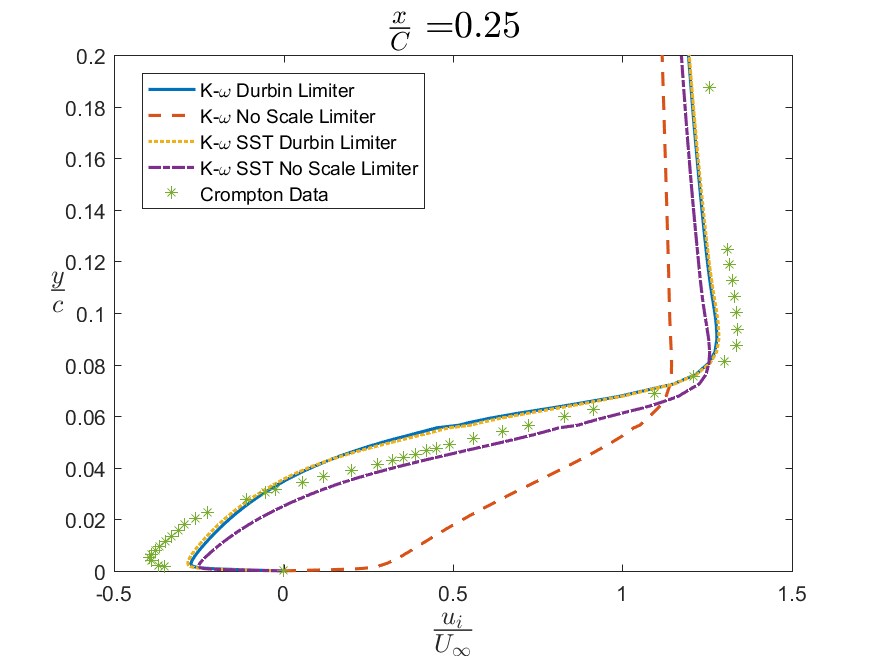 x/C =0.25
0.2
0.18
0.16
0.14
0.12
0.1
0.08
0.06
0.04
0.02
0
y/c
K-ω Durbin Limiter
K-ω No Scale Limiter
K-ω SST Durbin Limiter
K-ω SST No Scale Limiter
Crompton Data
-0.5 0 0.5 1 1.5
u_i/U_∞